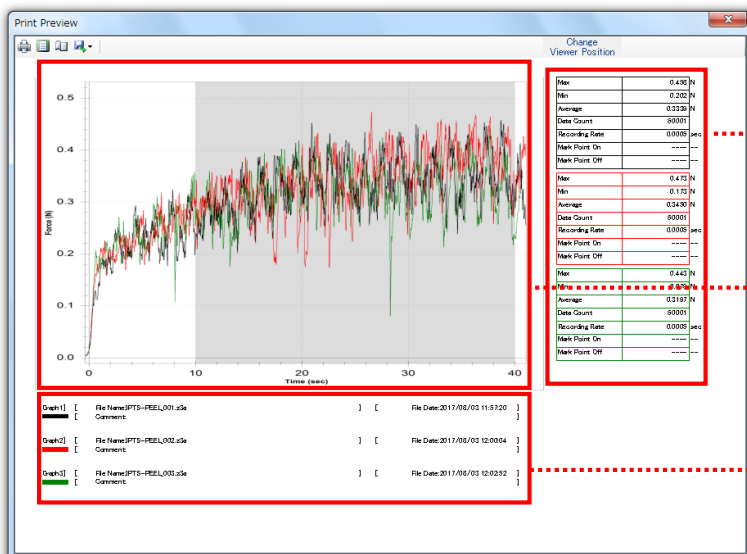 Print Preview
Change
Viewer Position
0.5
0.4
0.3
0.2
0.1
0.0
Force (N)
0 10 20 30 40
Time (sec)
Max 0.456 N
Min 0.202 N
Average 0.3339 N
Data Count 60001
Recording Rate 0.0005 sec
Mark Point On ---- --
Mark Point Off ---- --
Max 0.473 N
Min 0.173 N
Average 0.3490 N
Data Count 60001
Recording Rate 0.0005 sec
Mark Point On ---- --
Mark Point Off ---- --
Max 0.443 N
Min N
Average 0.3197 N
Data Count 60001
Recording Rate 0.0005 sec
Mark Point On ---- --
Mark Point Off ---- --
Graph1] [ File Name:IPTS-PEEL_001.z3a ] [ File Date:2017/08/03 11:57:20 ]
[ Comment: ]
Graph2] [ File Name:IPTS-PEEL_002.z3a ] [ File Date:2017/08/03 12:00:04 ]
[ Comment: ]
Graph3] [ File Name:IPTS-PEEL_003.z3a ] [ File Date:2017/08/03 12:02:52 ]
[ Comment: ]